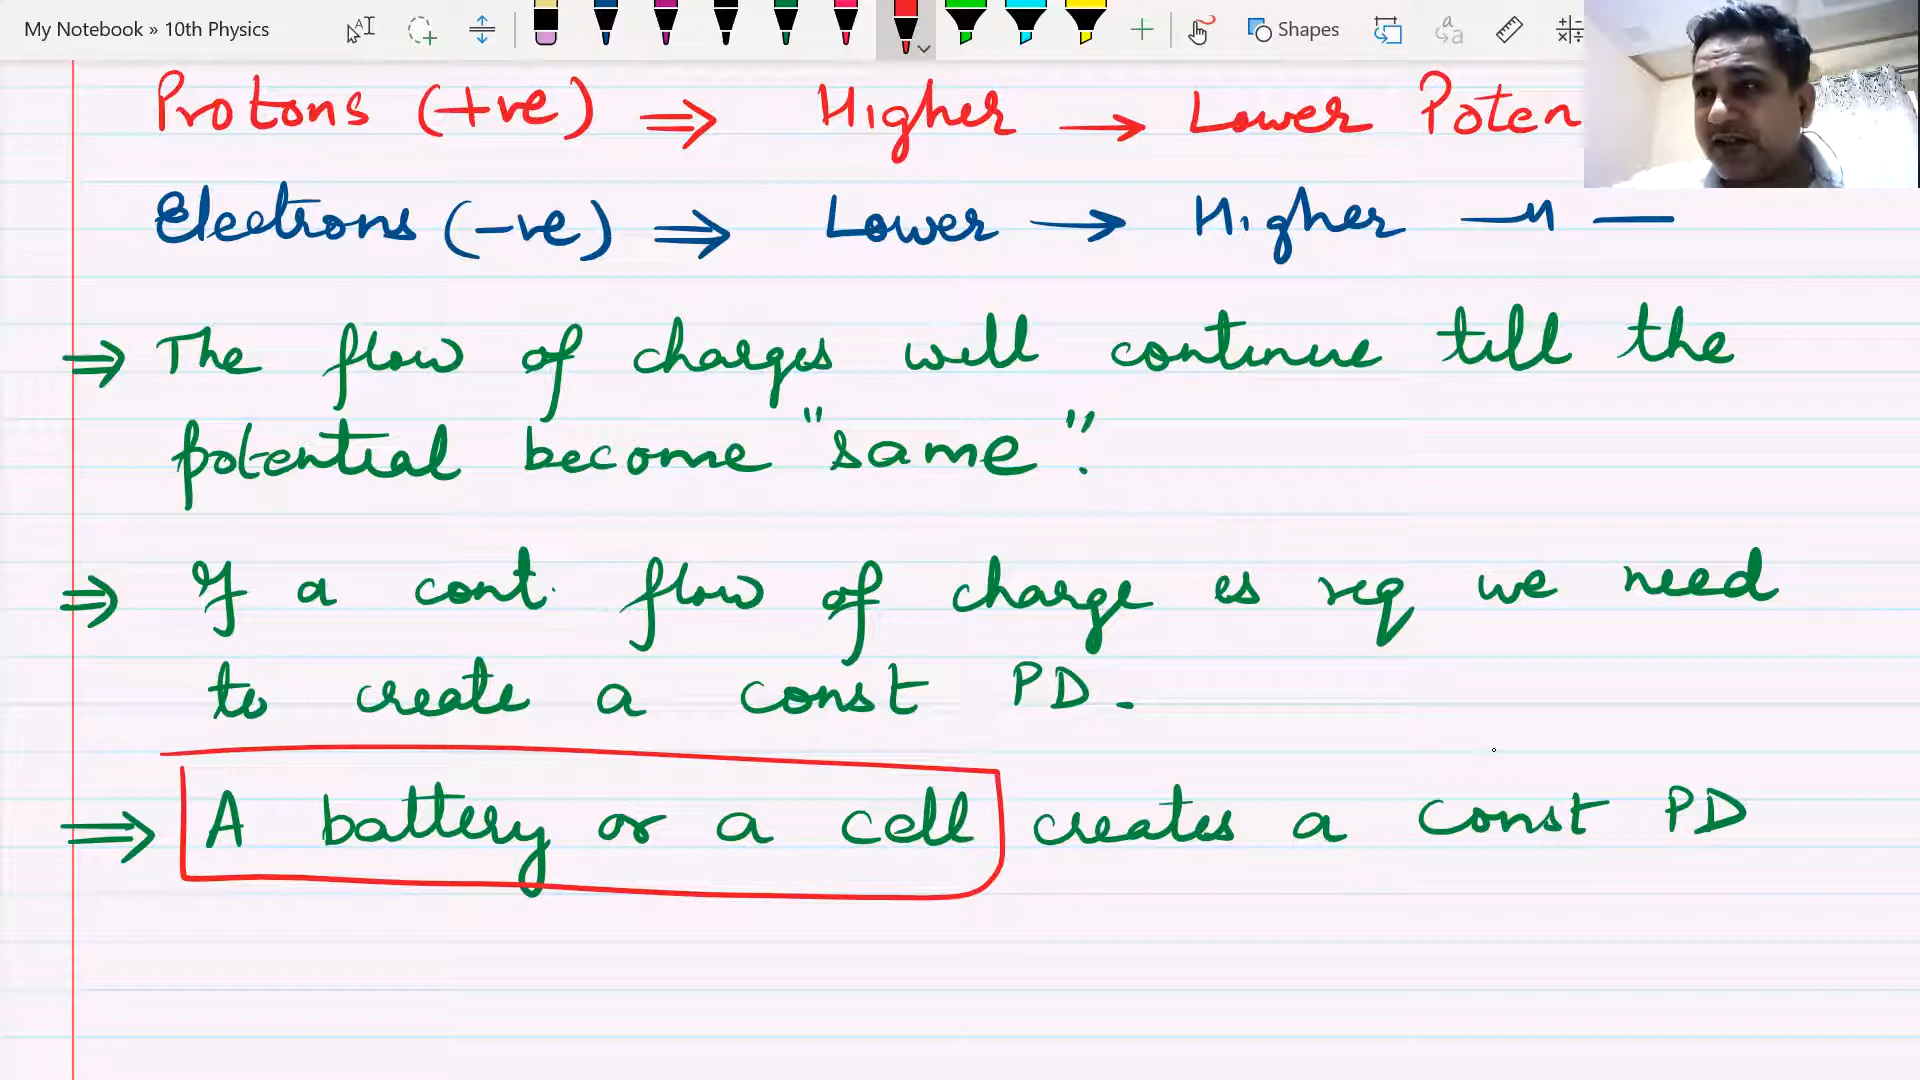 My Notebook » 10th Physics
Shapes
Protons (+ve) ⇒ Higher → Lower Poten
Electrons (-ve) ⇒ Lower → Higher —〃—
⇒ The flow of charges will continue till the
potential become "same".
⇒ If a cont. flow of charge is req we need
to create a const PD.
⇒ A battery or a cell creates a const PD